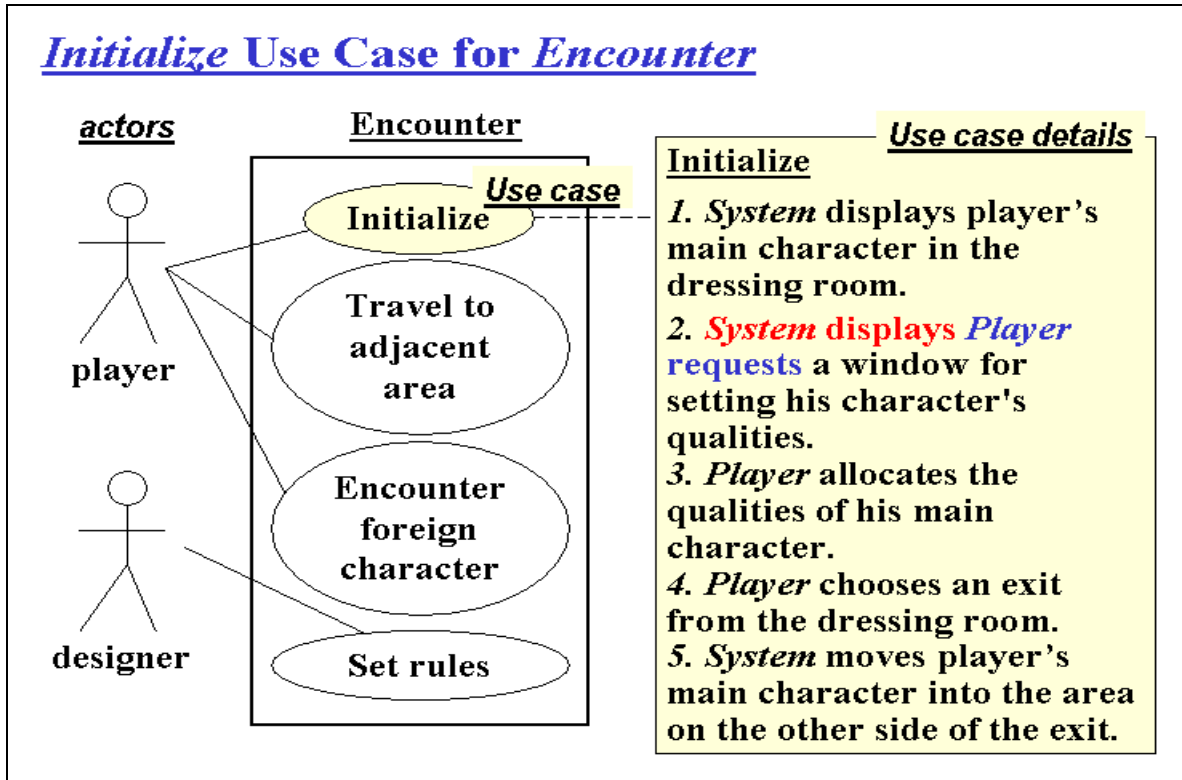 Initialize Use Case for Encounter
actors
Encounter
Use case details
Use case
Initialize
Travel to
adjacent
area
Encounter
foreign
character
Set rules
player
designer
Initialize
1. System displays player’s
main character in the
dressing room.
2. System displays Player
requests a window for
setting his character's
qualities.
3. Player allocates the
qualities of his main
character.
4. Player chooses an exit
from the dressing room.
5. System moves player’s
main character into the area
on the other side of the exit.